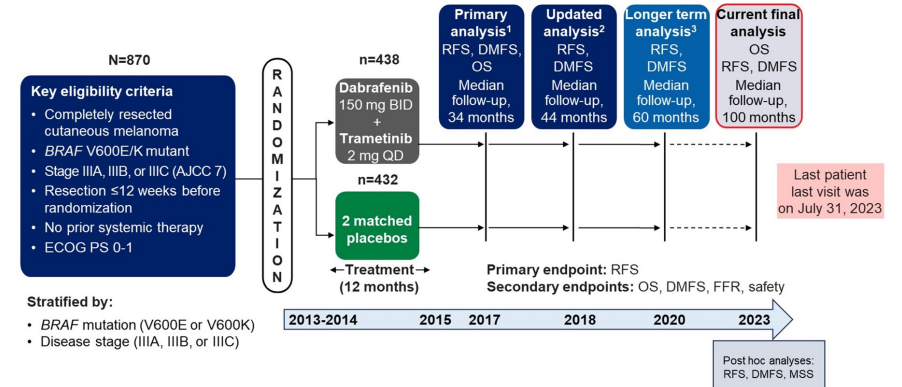 N=870
Key eligibility criteria
• Completely resected
cutaneous melanoma
• BRAF V600E/K mutant
• Stage IIIA, IIIB, or IIIC (AJCC 7)
• Resection ≤12 weeks before
randomization
• No prior systemic therapy
• ECOG PS 0-1
Stratified by:
• BRAF mutation (V600E or V600K)
• Disease stage (IIIA, IIIB, or IIIC)
RANDOMIZATION
n=438
Dabrafenib
150 mg BID
+
Trametinib
2 mg QD
n=432
2 matched
placebos
Treatment
(12 months)
Primary
analysis¹
RFS, DMFS,
OS
Median
follow-up,
34 months
Updated
analysis²
RFS,
DMFS
Median
follow-up,
44 months
Longer term
analysis³
RFS,
DMFS
Median
follow-up,
60 months
Current final
analysis
OS
RFS, DMFS
Median
follow-up,
100 months
Last patient
last visit was
on July 31, 2023
Primary endpoint: RFS
Secondary endpoints: OS, DMFS, FFR, safety
2013-2014 2015 2017 2018 2020 2023
Post hoc analyses:
RFS, DMFS, MSS